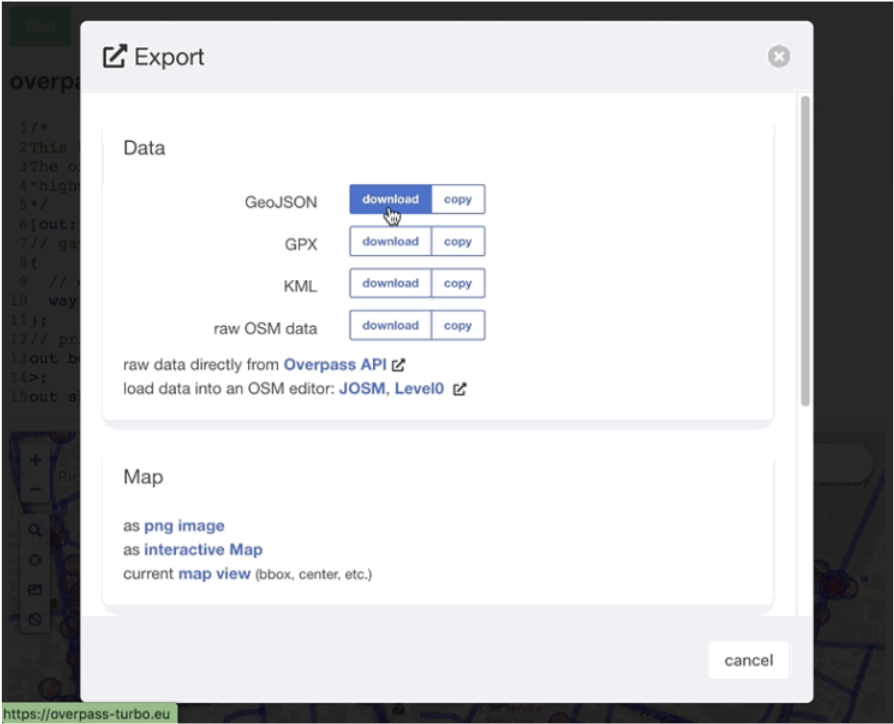 Run
Export
overpa
1/*
2This
3The o
4"high
5*/
6[out:
7// ga
8(
9 //
10 way
11);
12// pr
13out b
14>;
15out s
Data
GeoJSON download copy
GPX download copy
KML download copy
raw OSM data download copy
raw data directly from Overpass API
load data into an OSM editor: JOSM, Level0
Map
as png image
as interactive Map
current map view (bbox, center, etc.)
cancel
https://overpass-turbo.eu